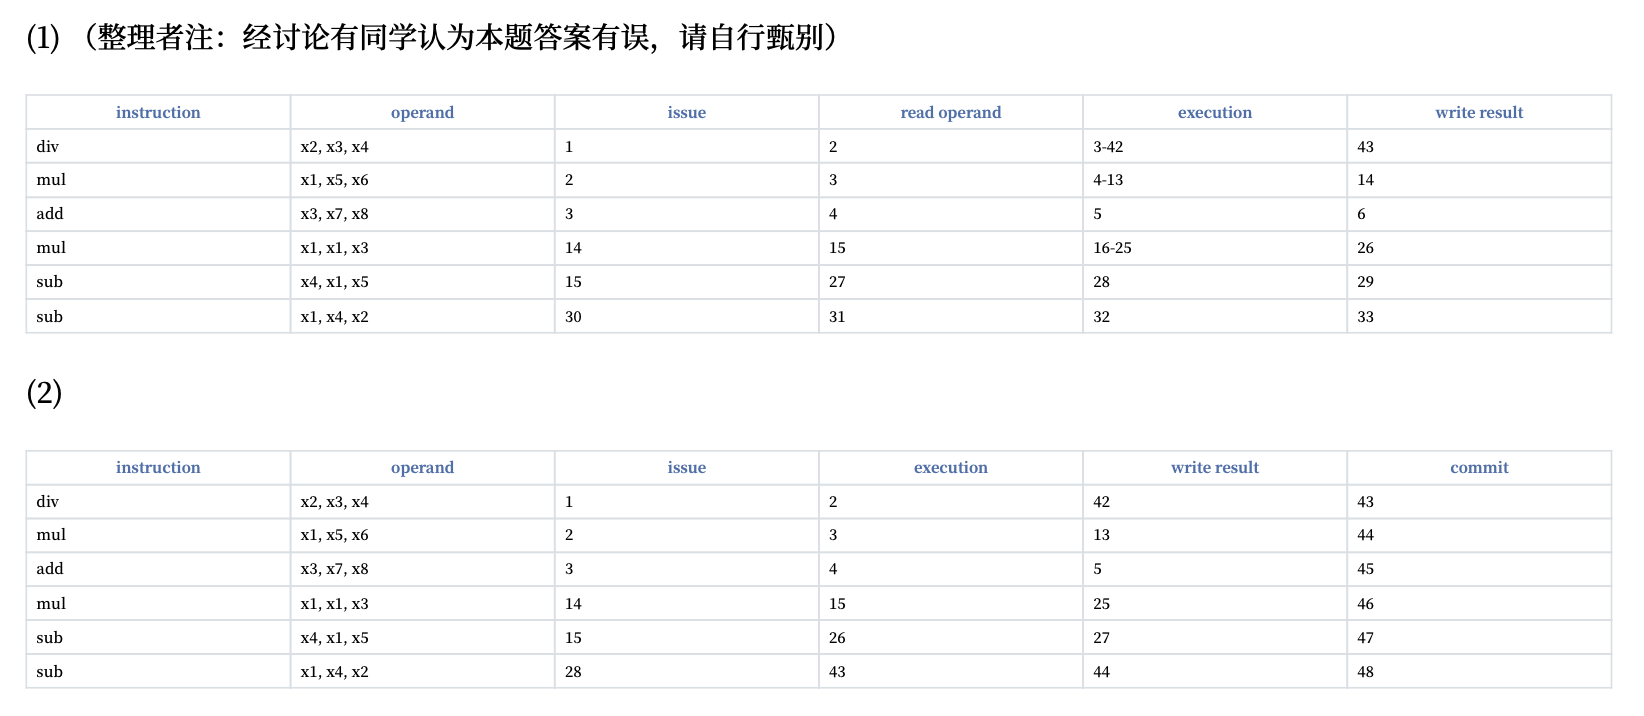 (1) （整理者注：经讨论有同学认为本题答案有误，请自行甄别）
instruction operand issue read operand execution write result
div x2, x3, x4 1 2 3-42 43
mul x1, x5, x6 2 3 4-13 14
add x3, x7, x8 3 4 5 6
mul x1, x1, x3 14 15 16-25 26
sub x4, x1, x5 15 27 28 29
sub x1, x4, x2 30 31 32 33
(2)
instruction operand issue execution write result commit
div x2, x3, x4 1 2 42 43
mul x1, x5, x6 2 3 13 44
add x3, x7, x8 3 4 5 45
mul x1, x1, x3 14 15 25 46
sub x4, x1, x5 15 26 27 47
sub x1, x4, x2 28 43 44 48